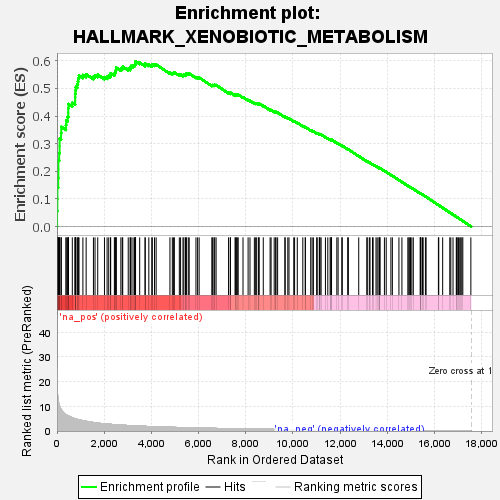 Enrichment plot:
HALLMARK_XENOBIOTIC_METABOLISM
Enrichment score (ES)
0.6
0.5
0.4
0.3
0.2
0.1
0.0
'na_pos' (positively correlated)
Ranked list metric (PreRanked)
40
30
20
10
0
Zero cross at 1
'na_neg' (negatively correlated)
0 2,000 4,000 6,000 8,000 10,000 12,000 14,000 16,000 18,000
Rank in Ordered Dataset
Enrichment profile Hits Ranking metric scores